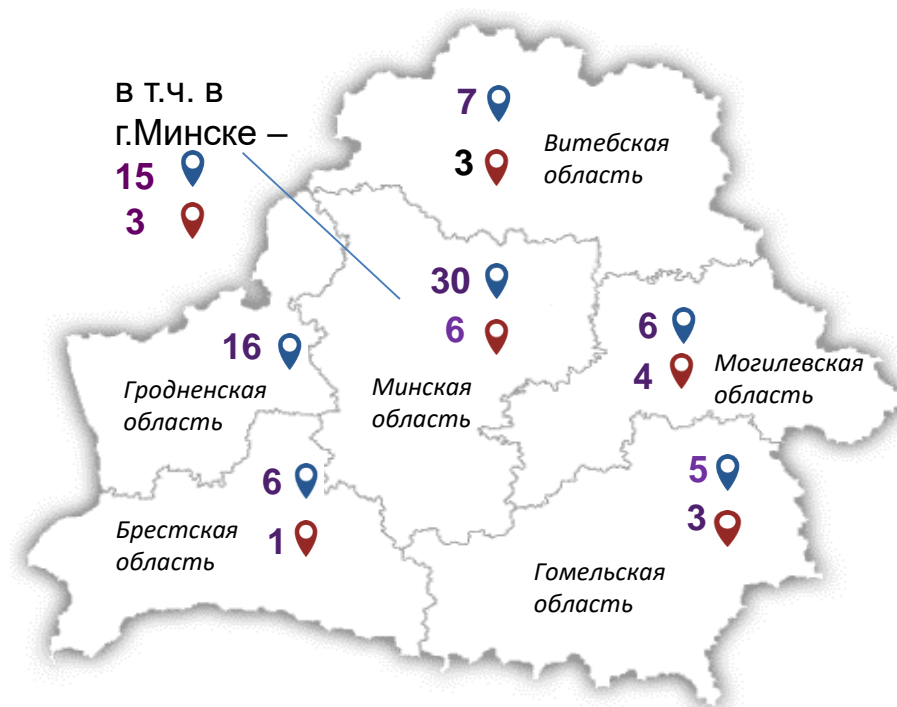 в т.ч. в
г.Минске –
15
3
7
3
Витебская
область
30
6
Минская
область
16
Гродненская
область
6
4
Могилевская
область
6
1
Брестская
область
5
3
Гомельская
область